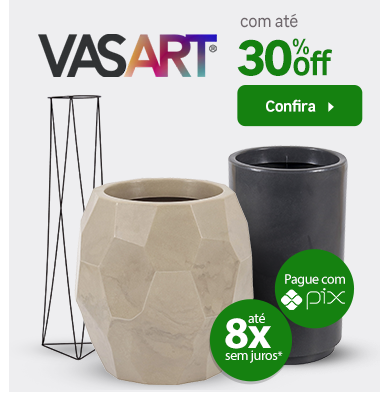 VASART®
com até
30% off
Confira
Pague com
pix
até
8x
sem juros*